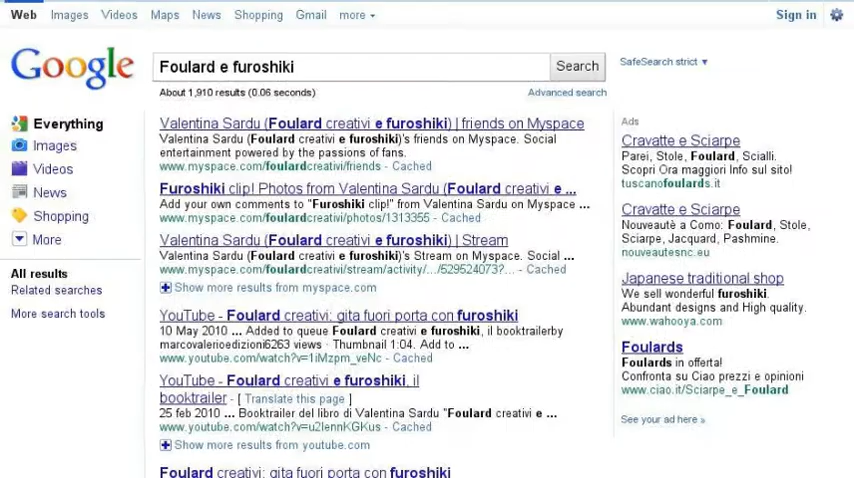 Web Images Videos Maps News Shopping Gmail more
Sign in
Google
Foulard e furoshiki
Search
SafeSearch strict
About 1,910 results (0.06 seconds)
Advanced search
Everything
Images
Videos
News
Shopping
More
All results
Related searches
More search tools
Valentina Sardu (Foulard creativi e furoshiki) | friends on Myspace
Valentina Sardu (Foulard creativi e furoshiki)'s friends on Myspace. Social
entertainment powered by the passions of fans.
www.myspace.com/foulardcreativi/friends - Cached
Furoshiki clip! Photos from Valentina Sardu (Foulard creativi e ...
Add your own comments to "Furoshiki clip!" from Valentina Sardu on Myspace ...
www.myspace.com/foulardcreativi/photos/1313355 - Cached
Valentina Sardu (Foulard creativi e furoshiki) | Stream
Valentina Sardu (Foulard creativi e furoshiki)'s Stream on Myspace. Social ...
www.myspace.com/foulardcreativi/stream/activity/.../529524073?... - Cached
Show more results from myspace.com
YouTube - Foulard creativi: gita fuori porta con furoshiki
10 May 2010 ... Added to queue Foulard creativi e furoshiki, il booktrailerby
marcovalerioedizioni6263 views · Thumbnail 1:04. Add to ...
www.youtube.com/watch?v=1iMzpm_veNc - Cached
YouTube - Foulard creativi e furoshiki, il
booktrailer - [ Translate this page ]
25 feb 2010 ... Booktrailer del libro di Valentina Sardu "Foulard creativi e ...
www.youtube.com/watch?v=u2lennKGKus - Cached
Show more results from youtube.com
Foulard creativi: gita fuori porta con furoshiki
Ads
Cravatte e Sciarpe
Parei, Stole, Foulard, Scialli.
Scopri Ora maggiori Info sul sito!
tuscanofoulards.it
Cravatte e Sciarpe
Nouveautè a Como: Foulard, Stole,
Sciarpe, Jacquard, Pashmine.
nouveautesnc.eu
Japanese traditional shop
We sell wonderful furoshiki.
Abundant designs and High quality.
www.wahooya.com
Foulards
Foulards in offerta!
Confronta su Ciao prezzi e opinioni
www.ciao.it/Sciarpe_e_Foulard
See your ad here »